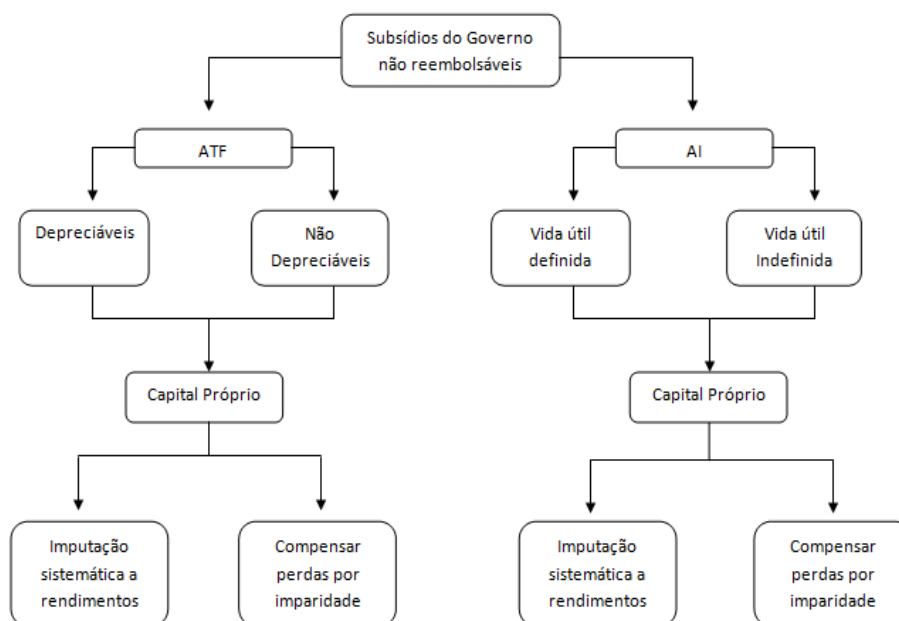 Subsídios do Governo
não reembolsáveis
ATF
AI
Depreciáveis
Não
Depreciáveis
Vida útil
definida
Vida útil
Indefinida
Capital Próprio
Capital Próprio
Imputação
sistemática a
rendimentos
Compensar
perdas por
imparidade
Imputação
sistemática a
rendimentos
Compensar
perdas por
imparidade